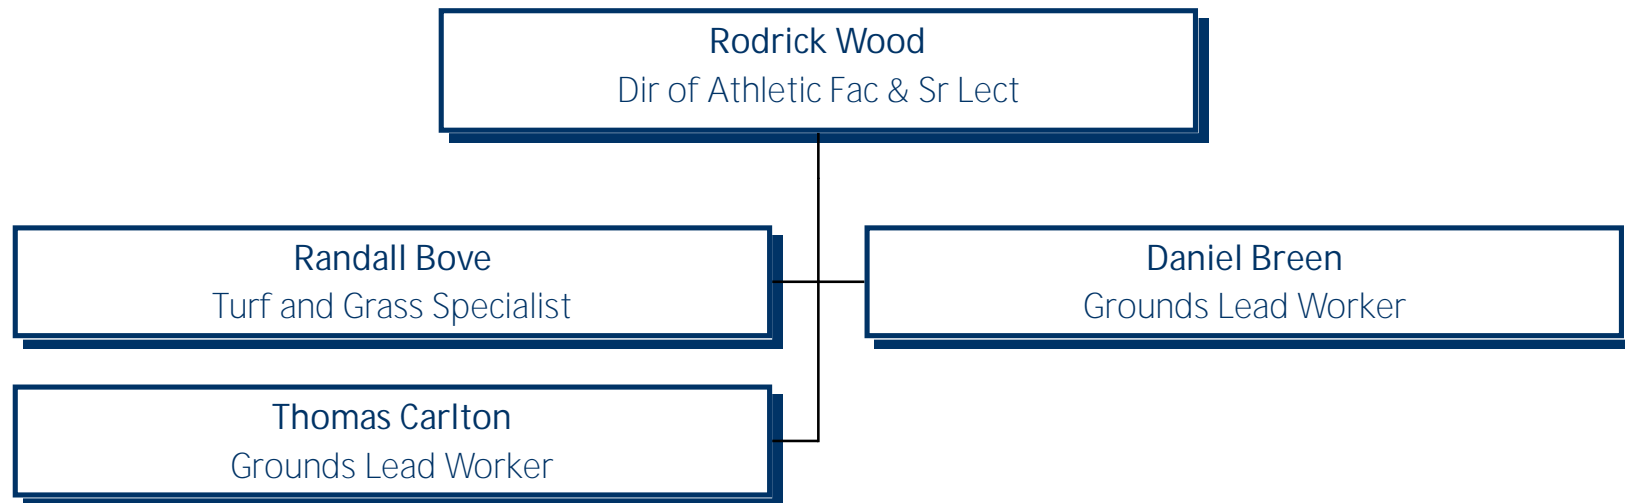 Rodrick Wood
Dir of Athletic Fac & Sr Lect
Randall Bove
Turf and Grass Specialist
Daniel Breen
Grounds Lead Worker
Thomas Carlton
Grounds Lead Worker